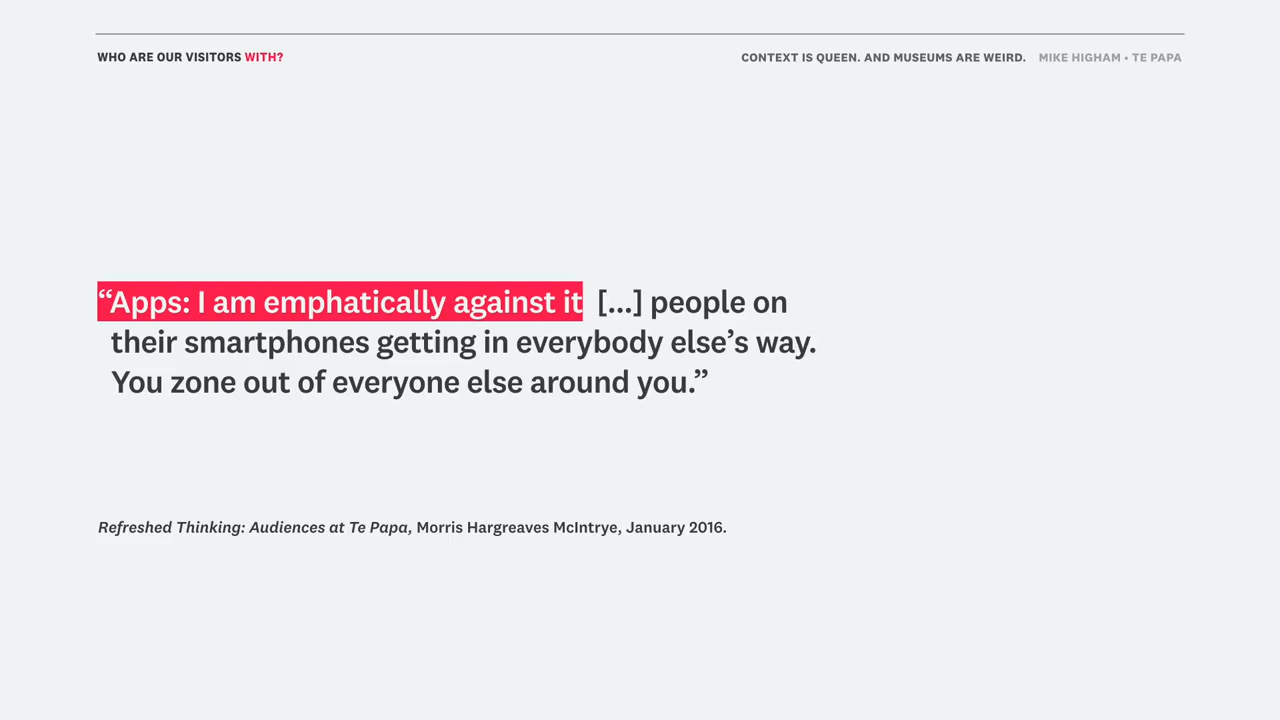 WHO ARE OUR VISITORS WITH?
CONTEXT IS QUEEN. AND MUSEUMS ARE WEIRD. MIKE HIGHAM • TE PAPA
“Apps: I am emphatically against it [...] people on
their smartphones getting in everybody else’s way.
You zone out of everyone else around you.”
Refreshed Thinking: Audiences at Te Papa, Morris Hargreaves McIntrye, January 2016.